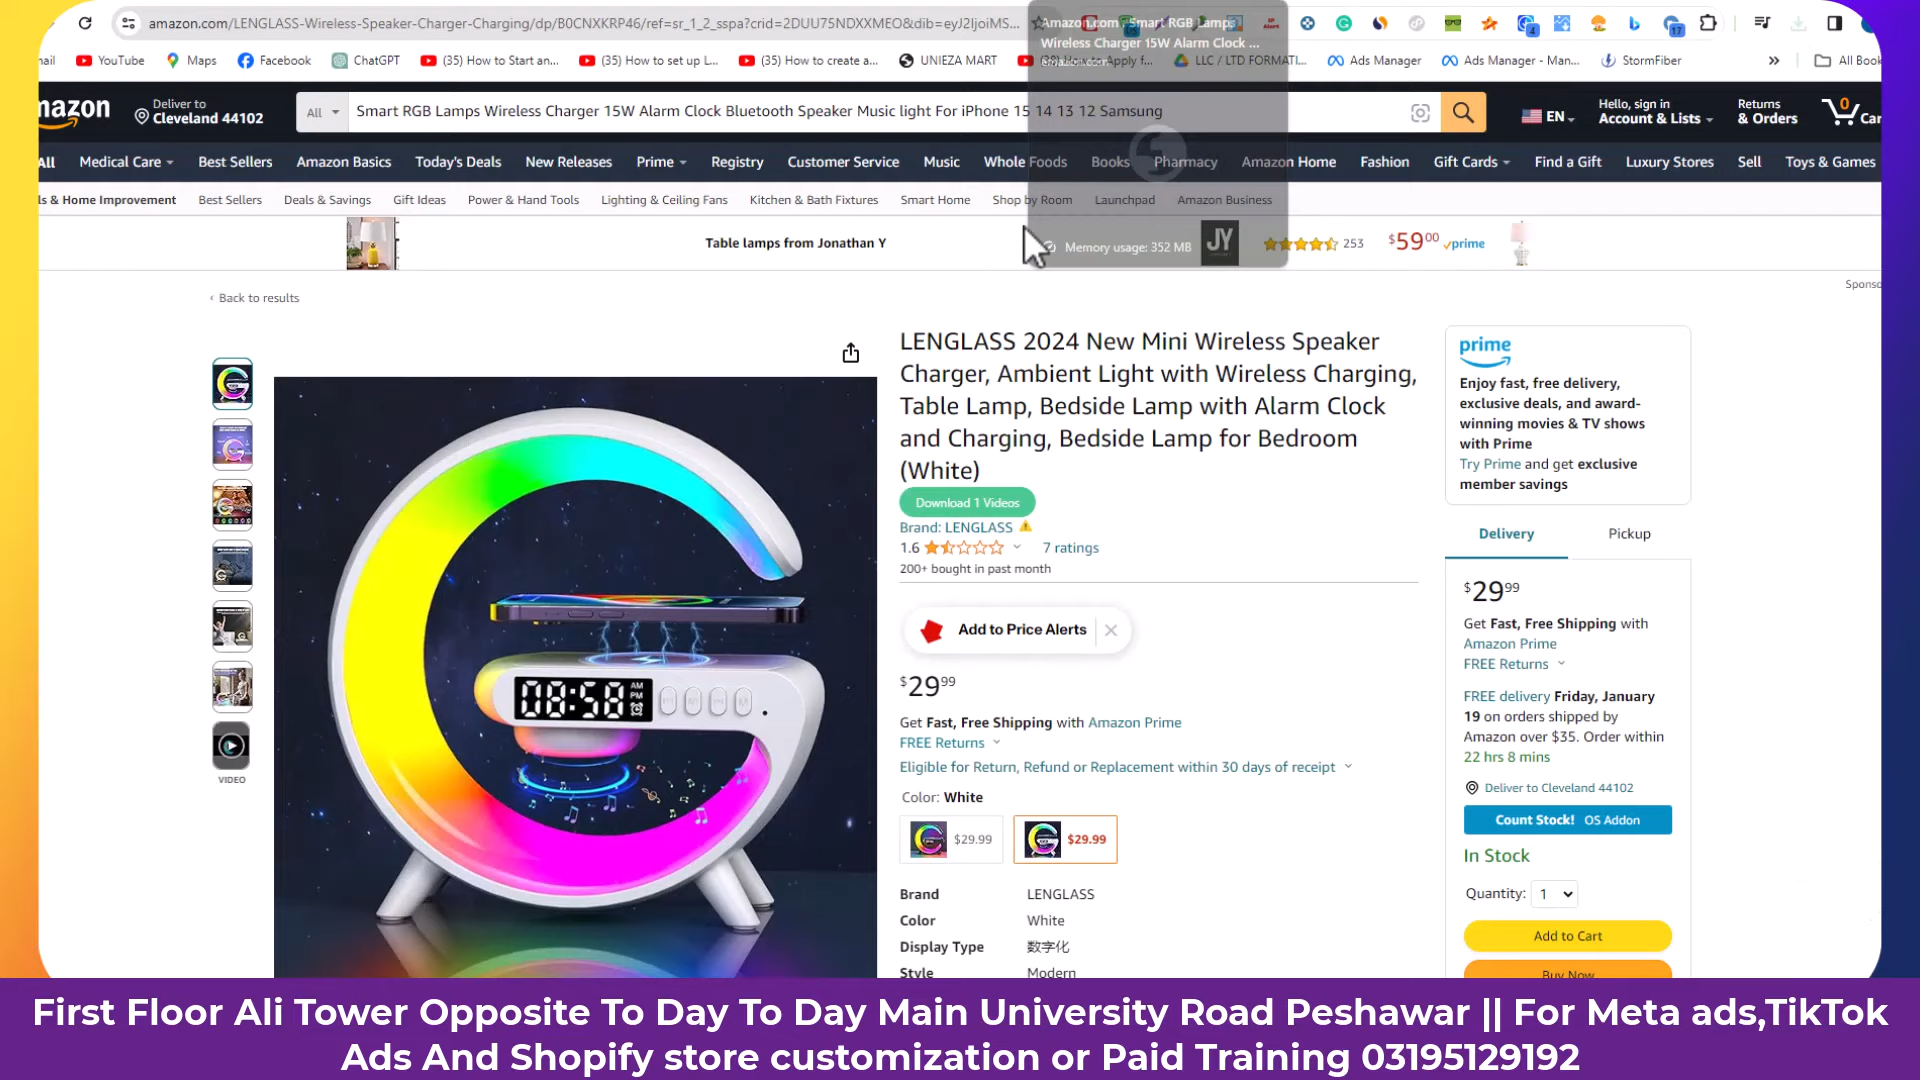 amazon.com/LENGLASS-Wireless-Speaker-Charger-Charging/dp/B0CNXKRP46/ref=sr_1_2_sspa?crid=2DUU75NDXXMEO&dib=eyJ2IjoiMS...
Amazon.com: Smart RGB Lamps
Wireless Charger 15W Alarm Clock ...
amazon.com
YouTube Maps Facebook ChatGPT (35) How to Start an... (35) How to set up L... (35) How to create a... UNIEZA MART LLC / LTD FORMATI... Ads Manager Ads Manager - Man... StormFiber » All Book
mazon
Deliver to
Cleveland 44102
All Smart RGB Lamps Wireless Charger 15W Alarm Clock Bluetooth Speaker Music light For iPhone 15 14 13 12 Samsung
EN
Hello, sign in
Account & Lists
Returns
& Orders
0
Car
All Medical Care Best Sellers Amazon Basics Today's Deals New Releases Prime Registry Customer Service Music Whole Foods Books Pharmacy Amazon Home Fashion Gift Cards Find a Gift Luxury Stores Sell Toys & Games
ls & Home Improvement Best Sellers Deals & Savings Gift Ideas Power & Hand Tools Lighting & Ceiling Fans Kitchen & Bath Fixtures Smart Home Shop by Room Launchpad Amazon Business
Table lamps from Jonathan Y
Memory usage: 352 MB
JY
253 $5900 prime
Sponso
‹ Back to results
LENGLASS 2024 New Mini Wireless Speaker
Charger, Ambient Light with Wireless Charging,
Table Lamp, Bedside Lamp with Alarm Clock
and Charging, Bedside Lamp for Bedroom
(White)
Download 1 Videos
Brand: LENGLASS
1.6 7 ratings
200+ bought in past month
Add to Price Alerts
$2999
Get Fast, Free Shipping with Amazon Prime
FREE Returns
Eligible for Return, Refund or Replacement within 30 days of receipt
Color: White
$29.99 $29.99
Brand LENGLASS
Color White
Display Type 数字化
Style Modern
VIDEO
08:58 AM
PM
prime
Enjoy fast, free delivery,
exclusive deals, and award-
winning movies & TV shows
with Prime
Try Prime and get exclusive
member savings
Delivery Pickup
$2999
Get Fast, Free Shipping with
Amazon Prime
FREE Returns
FREE delivery Friday, January
19 on orders shipped by
Amazon over $35. Order within
22 hrs 8 mins
Deliver to Cleveland 44102
Count Stock! OS Addon
In Stock
Quantity: 1
Add to Cart
Buy Now
First Floor Ali Tower Opposite To Day To Day Main University Road Peshawar || For Meta ads,TikTok
Ads And Shopify store customization or Paid Training 03195129192